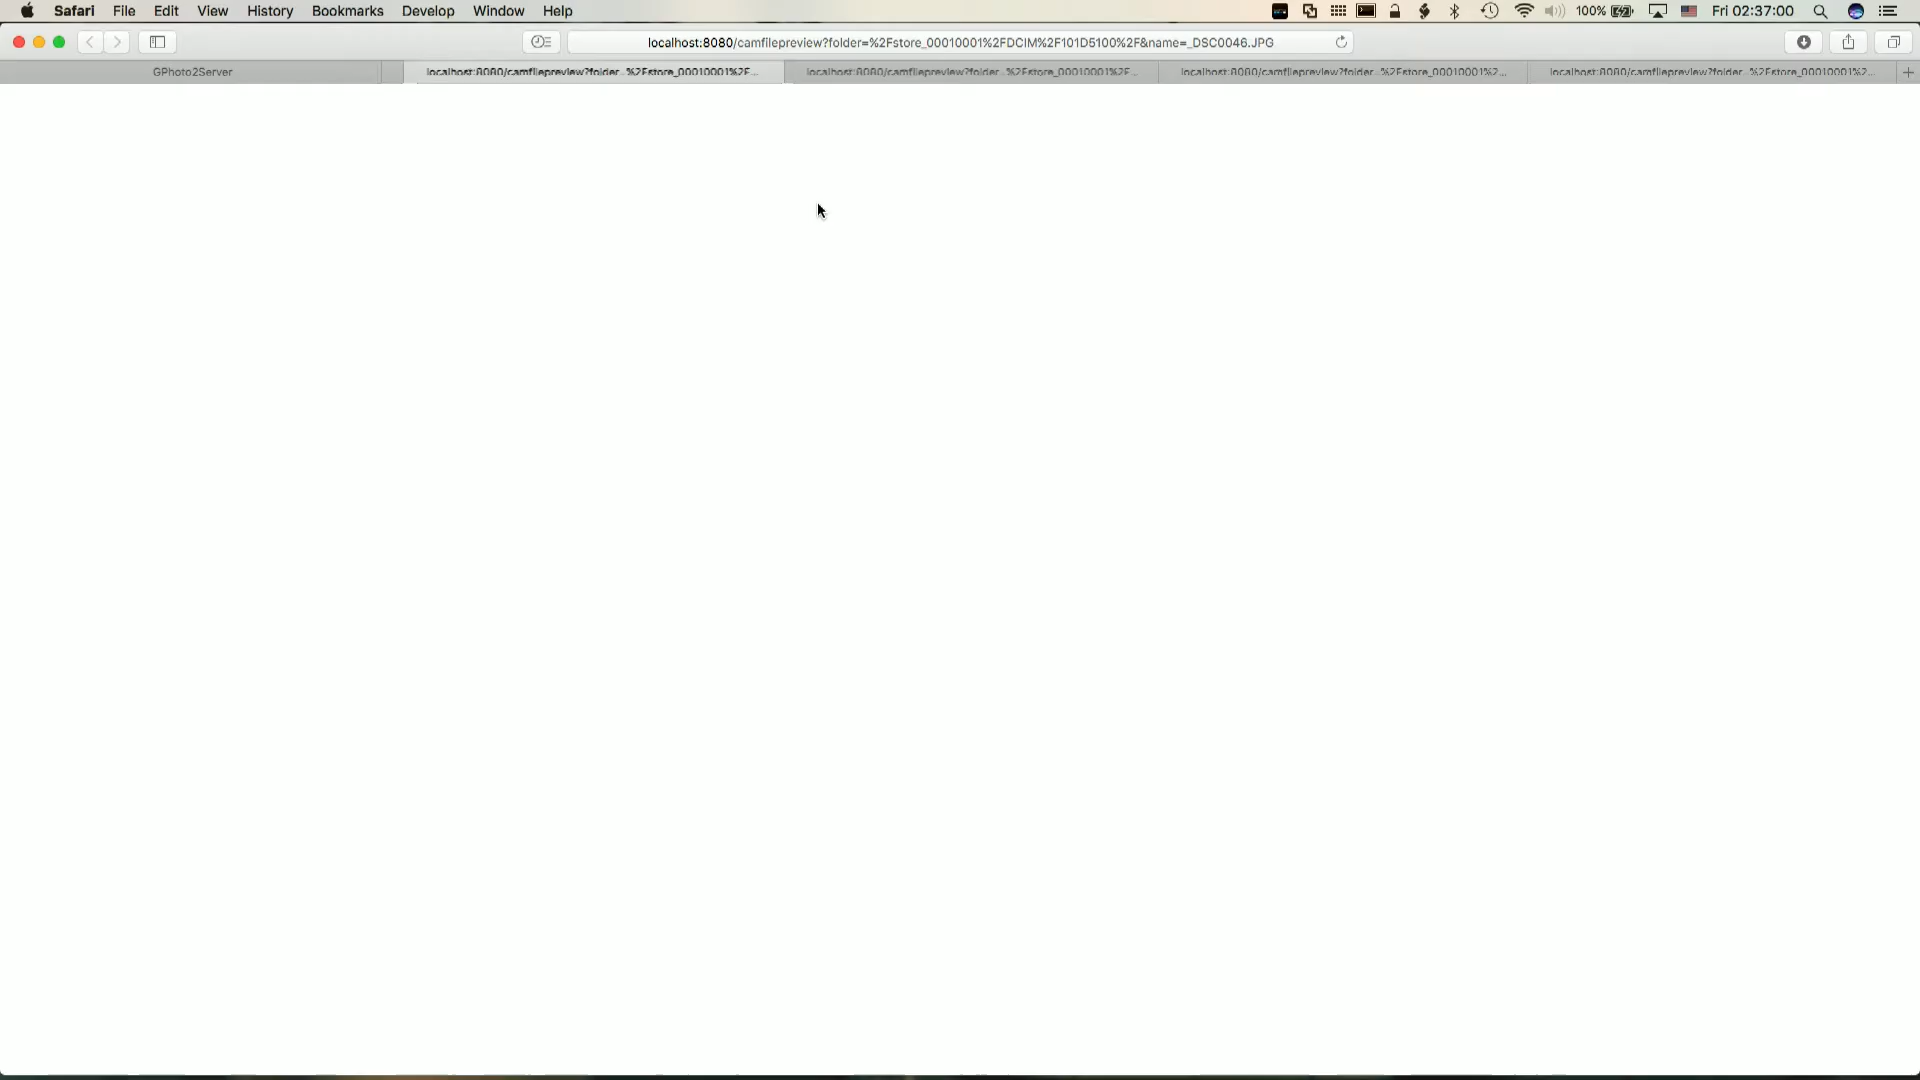 Safari File Edit View History Bookmarks Develop Window Help 100% Fri 02:37:00
localhost:8080/camfilepreview?folder=%2Fstore_00010001%2FDCIM%2F101D5100%2F&name=_DSC0046.JPG
GPhoto2Server localhost:8080/camfilepreview?folder...%2Fstore_00010001%2F... localhost:8080/camfilepreview?folder...%2Fstore_00010001%2F... localhost:8080/camfilepreview?folder...%2Fstore_00010001%2... localhost:8080/camfilepreview?folder...%2Fstore_00010001%2...